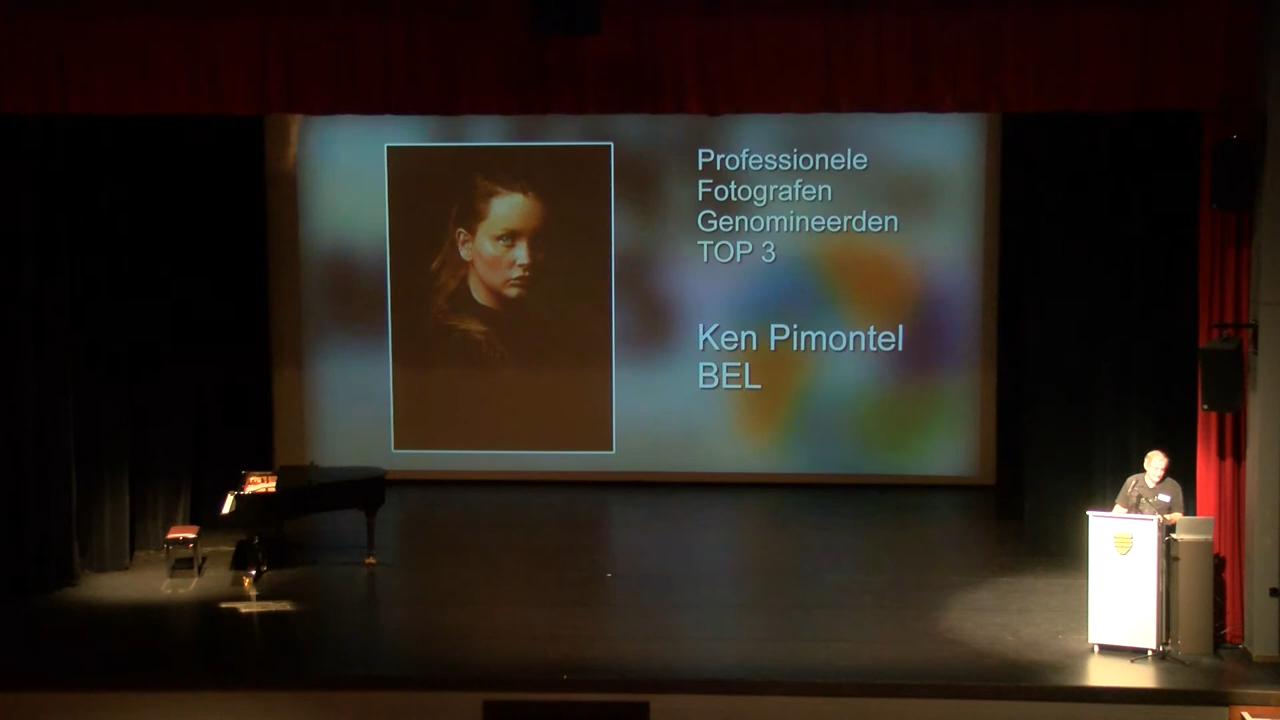 Professionele
Fotografen
Genomineerden
TOP 3
Ken Pimontel
BEL